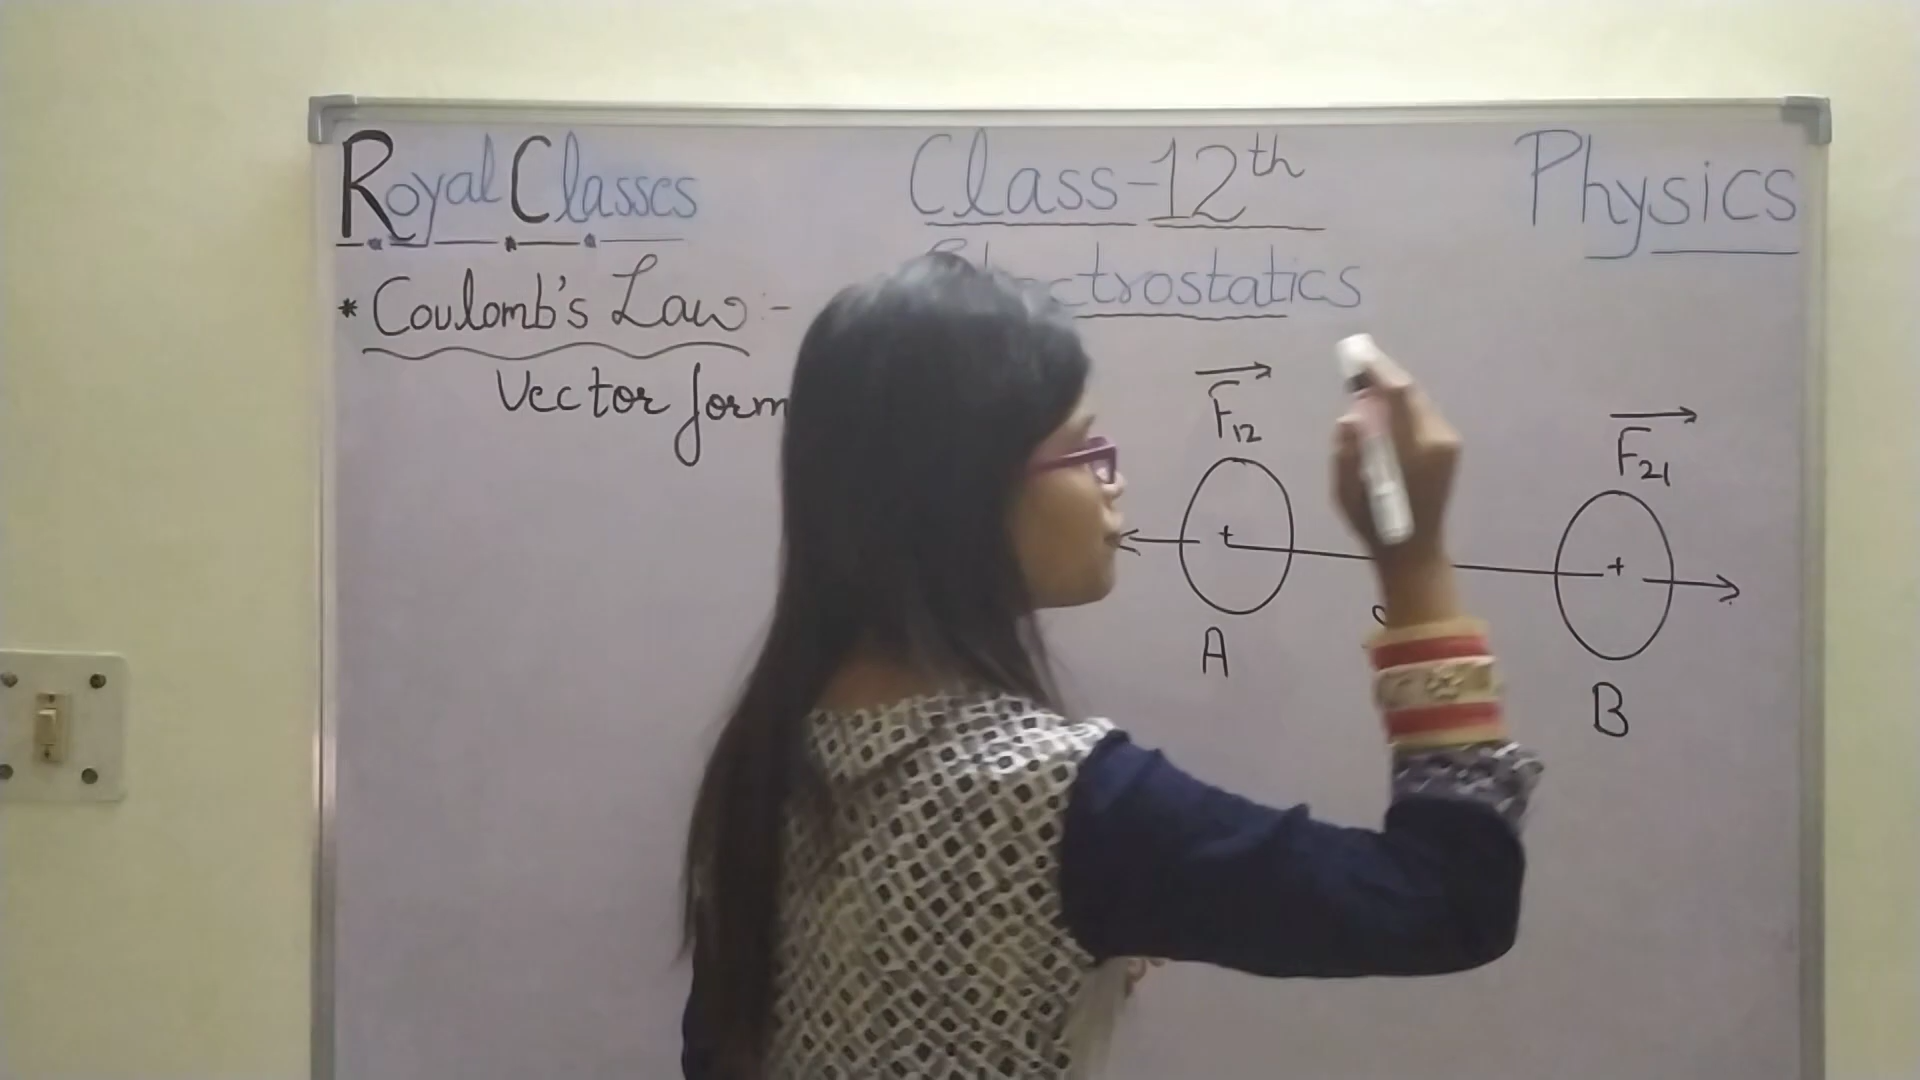 Royal Classes
Class-12th
Physics
* Coulomb's Law :-
Vector form
F12
F21
+
+
A
B